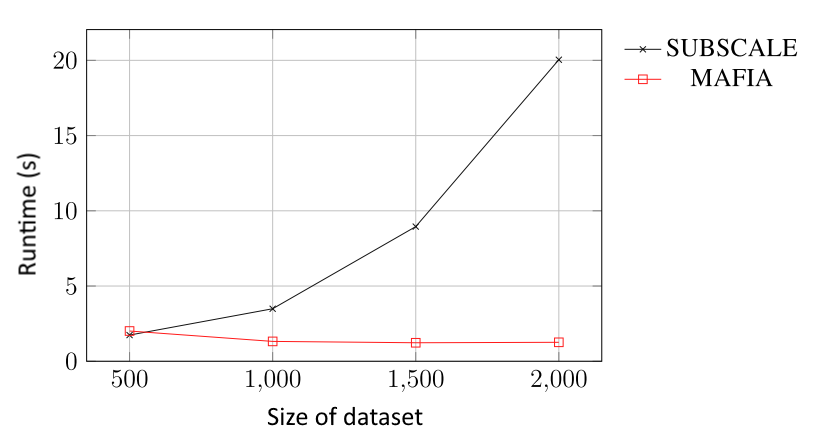 SUBSCALE
MAFIA
20
15
10
5
0
Runtime (s)
500 1,000 1,500 2,000
Size of dataset